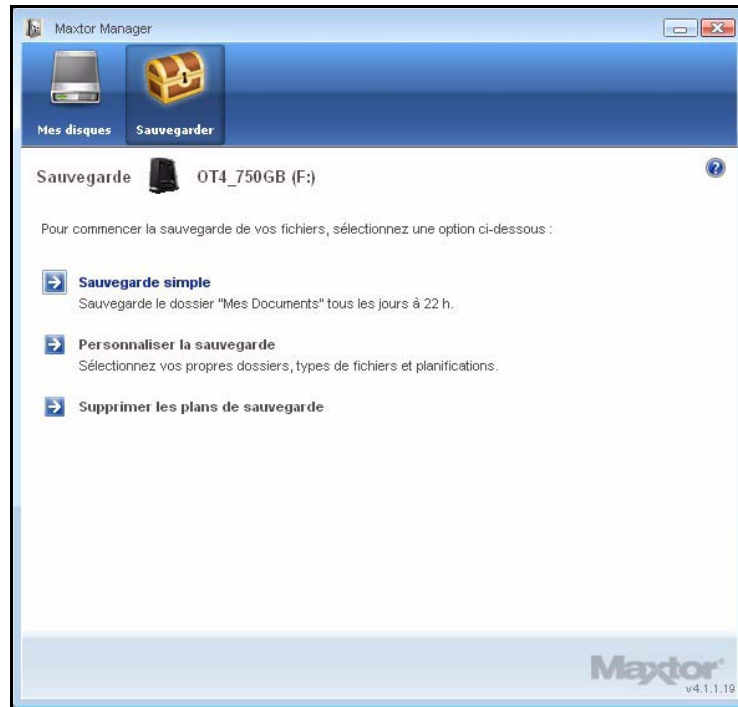 Maxtor Manager
Mes disques
Sauvegarder
Sauvegarde OT4_750GB (F:)
Pour commencer la sauvegarde de vos fichiers, sélectionnez une option ci-dessous :
Sauvegarde simple
Sauvegarde le dossier "Mes Documents" tous les jours à 22 h.
Personnaliser la sauvegarde
Sélectionnez vos propres dossiers, types de fichiers et planifications.
Supprimer les plans de sauvegarde
Maxtor
v4.1.1.19